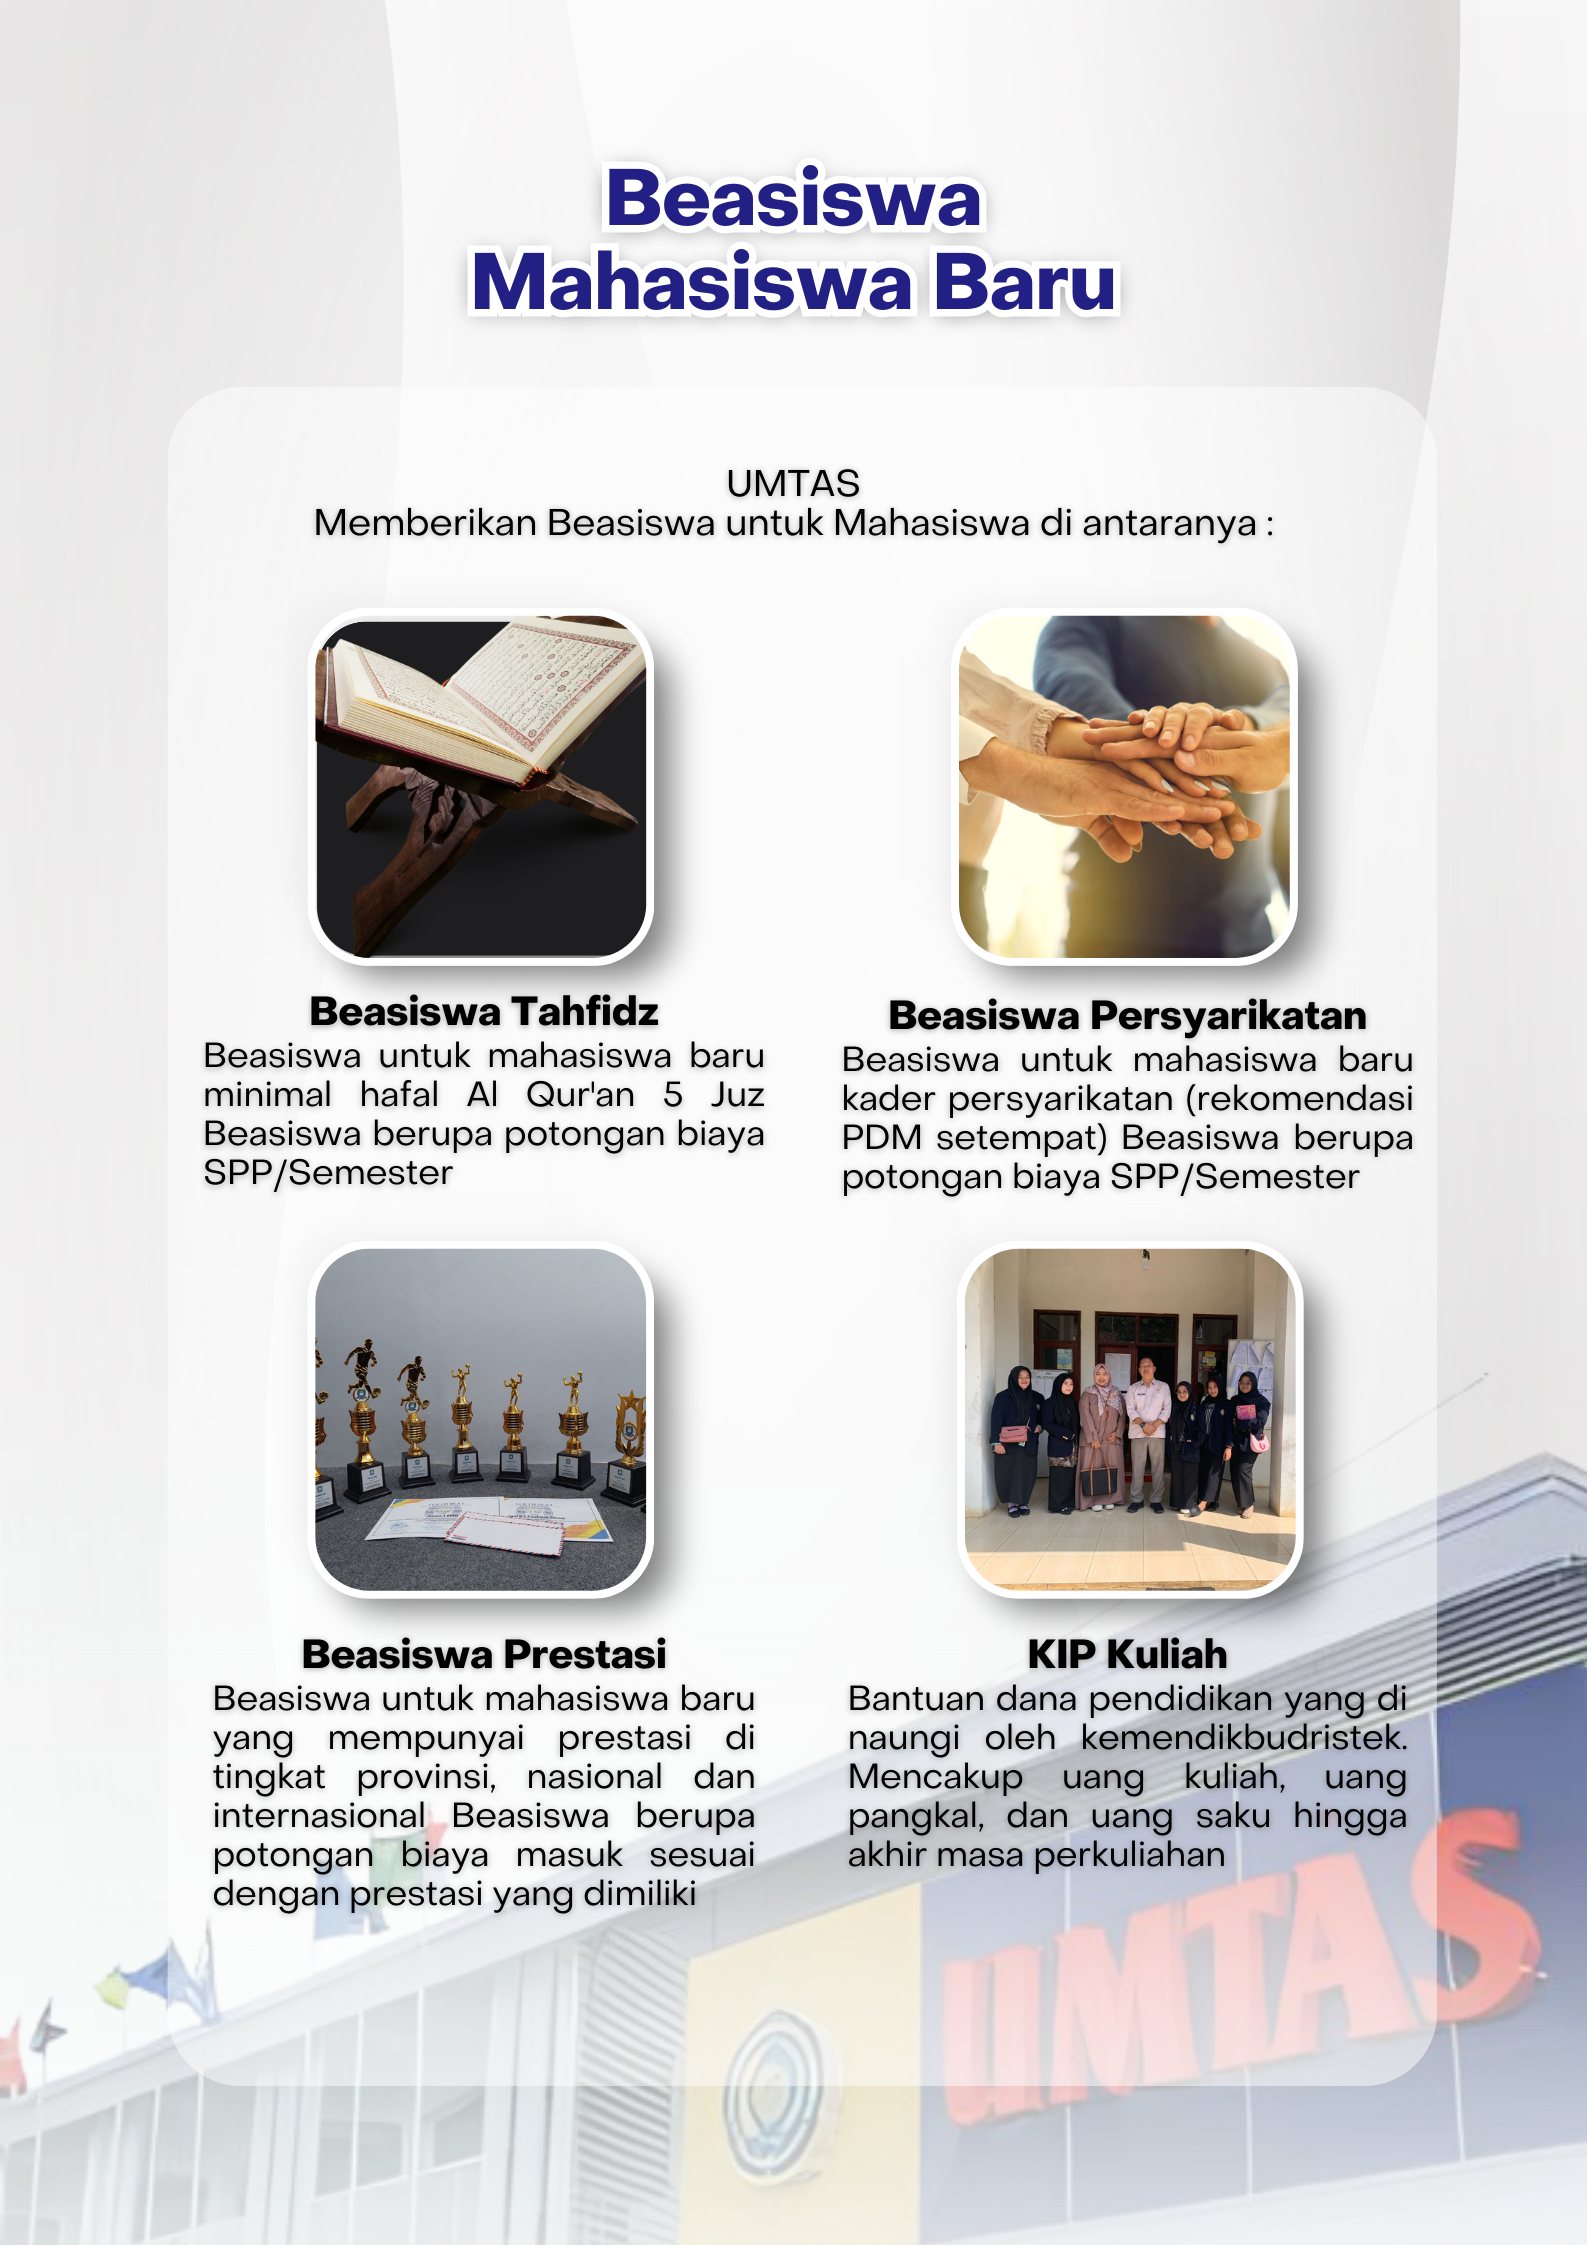 Beasiswa
Mahasiswa Baru
UMTAS
Memberikan Beasiswa untuk Mahasiswa di antaranya :
Beasiswa Tahfidz
Beasiswa untuk mahasiswa baru
minimal hafal Al Qur'an 5 Juz
Beasiswa berupa potongan biaya
SPP/Semester
Beasiswa Persyarikatan
Beasiswa untuk mahasiswa baru
kader persyarikatan (rekomendasi
PDM setempat) Beasiswa berupa
potongan biaya SPP/Semester
Beasiswa Prestasi
Beasiswa untuk mahasiswa baru
yang mempunyai prestasi di
tingkat provinsi, nasional dan
internasional Beasiswa berupa
potongan biaya masuk sesuai
dengan prestasi yang dimiliki
KIP Kuliah
Bantuan dana pendidikan yang di
naungi oleh kemendikbudristek.
Mencakup uang kuliah, uang
pangkal, dan uang saku hingga
akhir masa perkuliahan
UMTAS